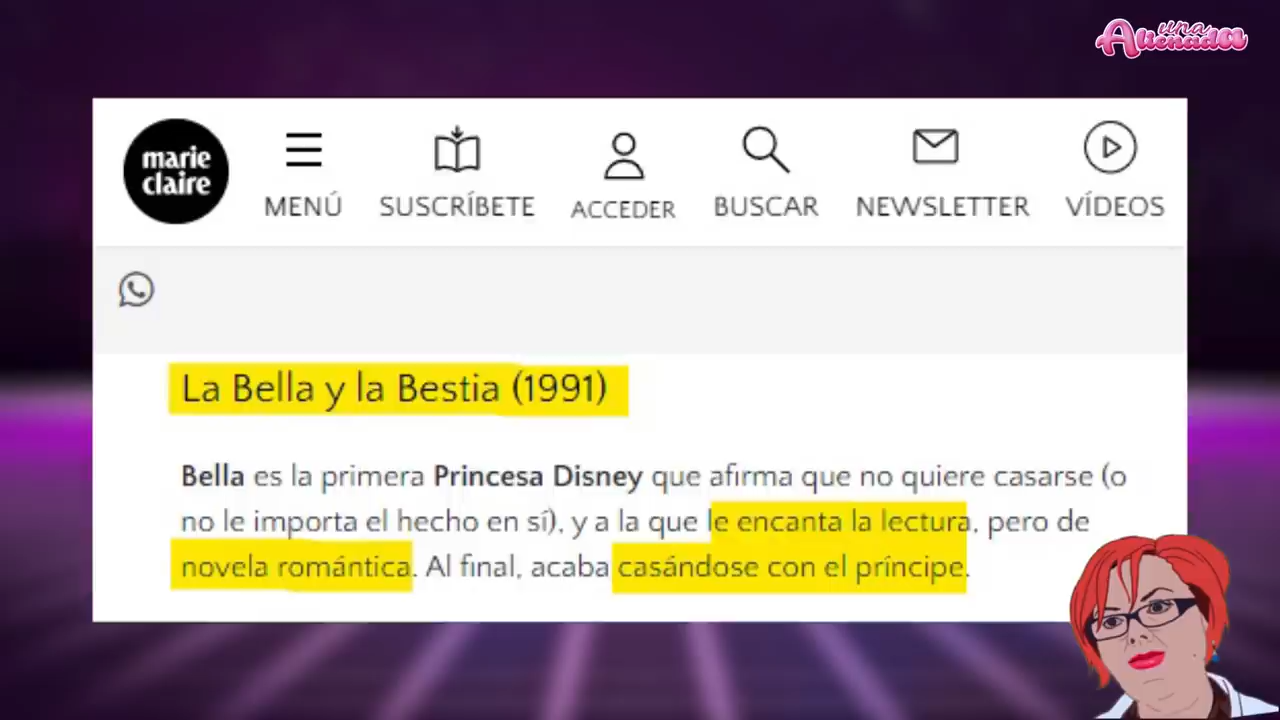 una
Alienada
marie
claire
MENÚ SUSCRÍBETE ACCEDER BUSCAR NEWSLETTER VÍDEOS
La Bella y la Bestia (1991)
Bella es la primera Princesa Disney que afirma que no quiere casarse (o
no le importa el hecho en sí), y a la que le encanta la lectura, pero de
novela romántica. Al final, acaba casándose con el príncipe.